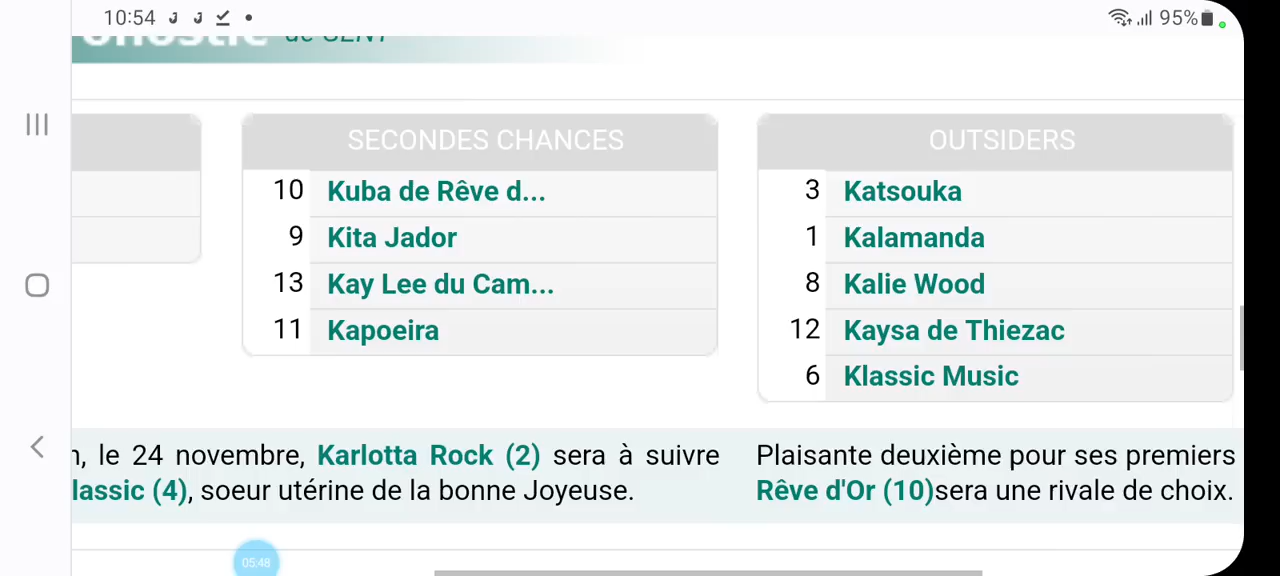 10:54
95%
de GENY
SECONDES CHANCES
10 Kuba de Rêve d...
9 Kita Jador
13 Kay Lee du Cam...
11 Kapoeira
OUTSIDERS
3 Katsouka
1 Kalamanda
8 Kalie Wood
12 Kaysa de Thiezac
6 Klassic Music
, le 24 novembre, Karlotta Rock (2) sera à suivre
lassic (4), soeur utérine de la bonne Joyeuse.
Plaisante deuxième pour ses premiers
Rêve d'Or (10)sera une rivale de choix.
05:48